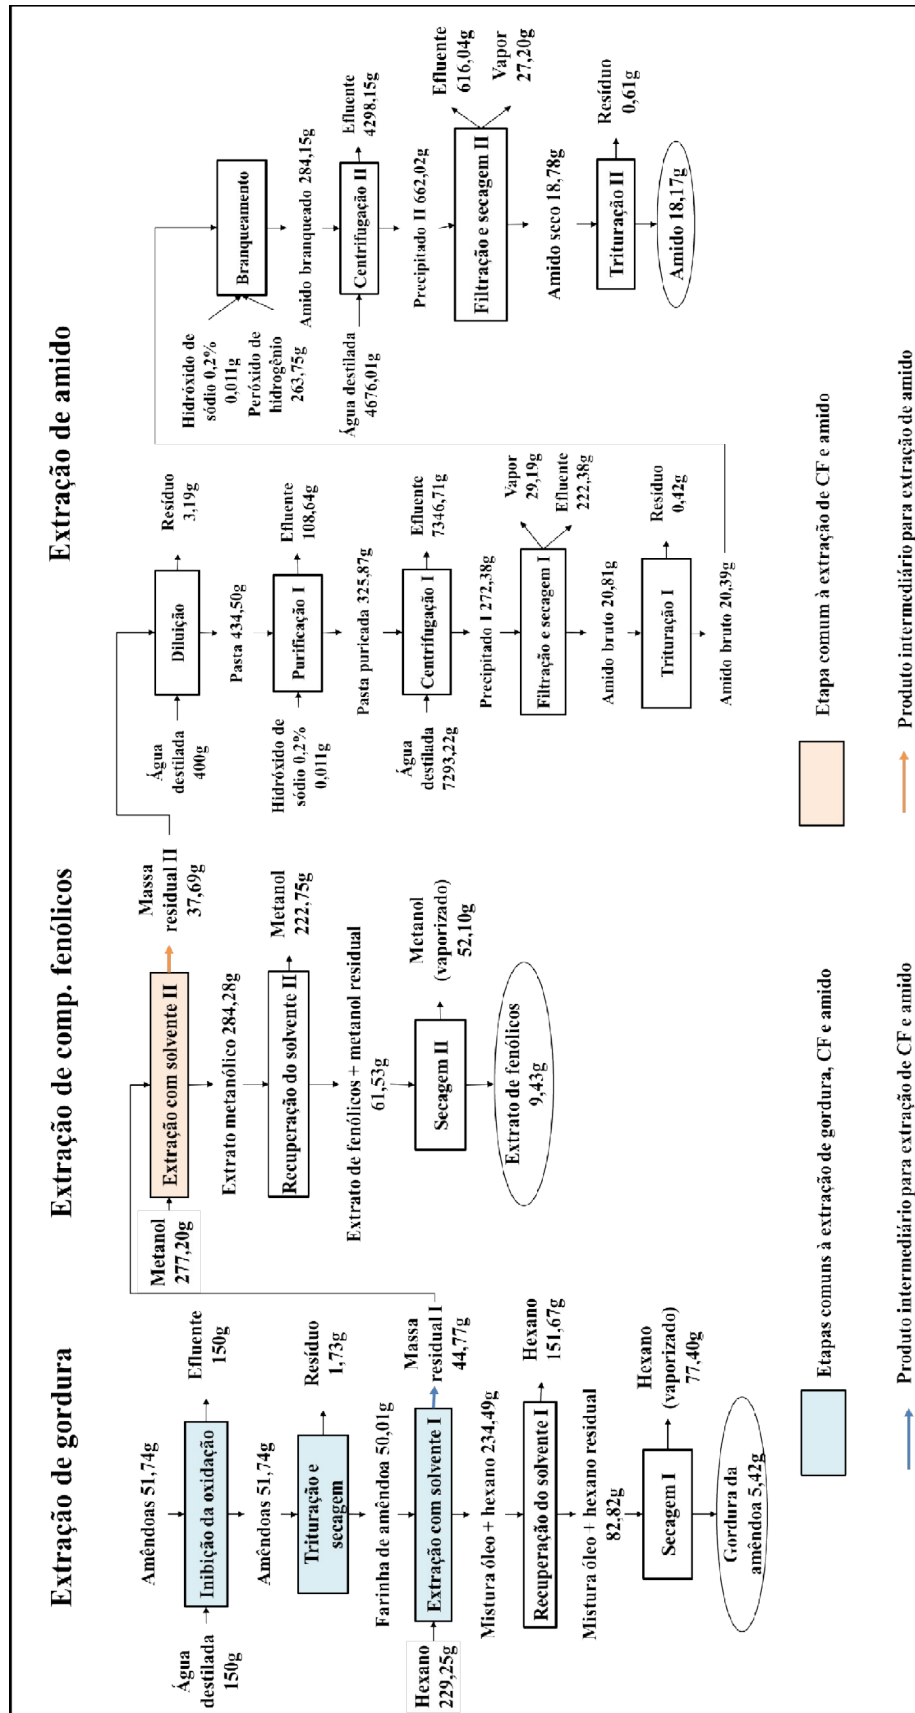 Extração de gordura
Amêndoas 51,74g
Água
destilada
150g
Inibição da oxidação
Efluente
150g
Amêndoas 51,74g
Trituração e
secagem
Resíduo
1,73g
Farinha de amêndoa 50,01g
Hexano
229,25g
Extração com solvente I
Massa
residual I
44,77g
Mistura óleo + hexano 234,49g
Recuperação do solvente I
Hexano
151,67g
Mistura óleo + hexano residual
82,82g
Secagem I
Hexano
(vaporizado)
77,40g
Gordura da
amêndoa 5,42g
Extração de comp. fenólicos
Metanol
277,20g
Extração com solvente II
Massa
residual II
37,69g
Extrato metanólico 284,28g
Recuperação do solvente II
Metanol
222,75g
Extrato de fenólicos + metanol residual
61,53g
Secagem II
Metanol
(vaporizado)
52,10g
Extrato de fenólicos
9,43g
Extração de amido
Água
destilada
400g
Diluição
Resíduo
3,19g
Pasta 434,50g
Hidróxido de
sódio 0,2%
0,011g
Purificação I
Efluente
108,64g
Pasta puricada 325,87g
Água
destilada
7293,22g
Centrifugação I
Efluente
7346,71g
Precipitado I 272,38g
Filtração e secagem I
Vapor
29,19g
Efluente
222,38g
Amido bruto 20,81g
Trituração I
Resíduo
0,42g
Amido bruto 20,39g
Hidróxido de
sódio 0,2%
0,011g
Peróxido de
hidrogênio
263,75g
Branqueamento
Amido branqueado 284,15g
Água destilada
4676,01g
Centrifugação II
Efluente
4298,15g
Precipitado II 662,02g
Filtração e secagem II
Efluente
616,04g
Vapor
27,20g
Amido seco 18,78g
Trituração II
Resíduo
0,61g
Amido 18,17g
Etapas comuns à extração de gordura, CF e amido
Etapa comum à extração de CF e amido
Produto intermediário para extração de CF e amido
Produto intermediário para extração de amido